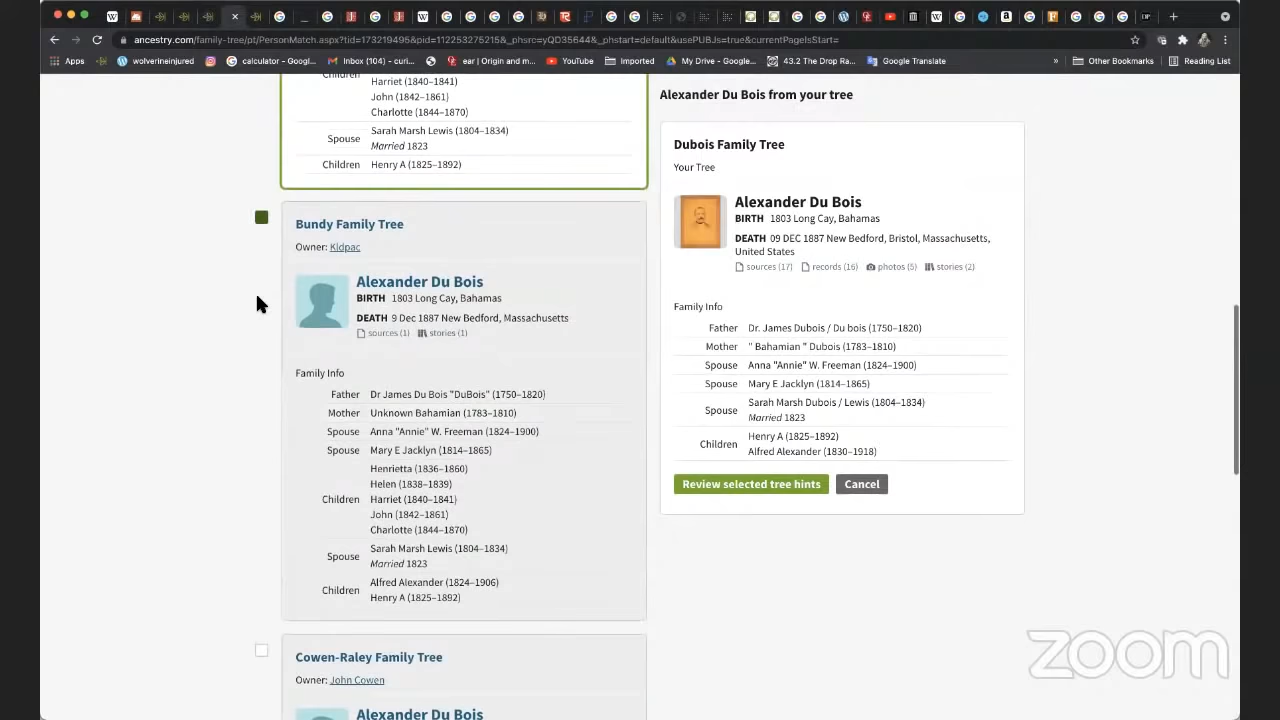 ancestry.com/family-tree/pt/PersonMatch.aspx?tid=173219495&pid=112253275215&_phsrc=yQD35644&_phstart=default&usePUBJs=true&currentPageIsStart=
Apps wolverineinjured calculator - Googl... Inbox (104) - curi... ear | Origin and m... YouTube Imported My Drive - Google... 43.2 The Drop Ra... Google Translate » Other Bookmarks Reading List
Children
Harriet (1840–1841)
John (1842–1861)
Charlotte (1844–1870)
Spouse Sarah Marsh Lewis (1804–1834)
Married 1823
Children Henry A (1825–1892)
Bundy Family Tree
Owner: Kldpac
Alexander Du Bois
BIRTH 1803 Long Cay, Bahamas
DEATH 9 Dec 1887 New Bedford, Massachusetts
sources (1) stories (1)
Family Info
Father Dr James Du Bois "DuBois" (1750–1820)
Mother Unknown Bahamian (1783–1810)
Spouse Anna "Annie" W. Freeman (1824–1900)
Spouse Mary E Jacklyn (1814–1865)
Henrietta (1836–1860)
Helen (1838–1839)
Children Harriet (1840–1841)
John (1842–1861)
Charlotte (1844–1870)
Spouse Sarah Marsh Lewis (1804–1834)
Married 1823
Children Alfred Alexander (1824–1906)
Henry A (1825–1892)
Cowen-Raley Family Tree
Owner: John Cowen
Alexander Du Bois
Alexander Du Bois from your tree
Dubois Family Tree
Your Tree
Alexander Du Bois
BIRTH 1803 Long Cay, Bahamas
DEATH 09 DEC 1887 New Bedford, Bristol, Massachusetts,
United States
sources (17) records (16) photos (5) stories (2)
Family Info
Father Dr. James Dubois / Du bois (1750–1820)
Mother " Bahamian " Dubois (1783–1810)
Spouse Anna "Annie" W. Freeman (1824–1900)
Spouse Mary E Jacklyn (1814–1865)
Spouse Sarah Marsh Dubois / Lewis (1804–1834)
Married 1823
Children Henry A (1825–1892)
Alfred Alexander (1830–1918)
Review selected tree hints Cancel
zoom